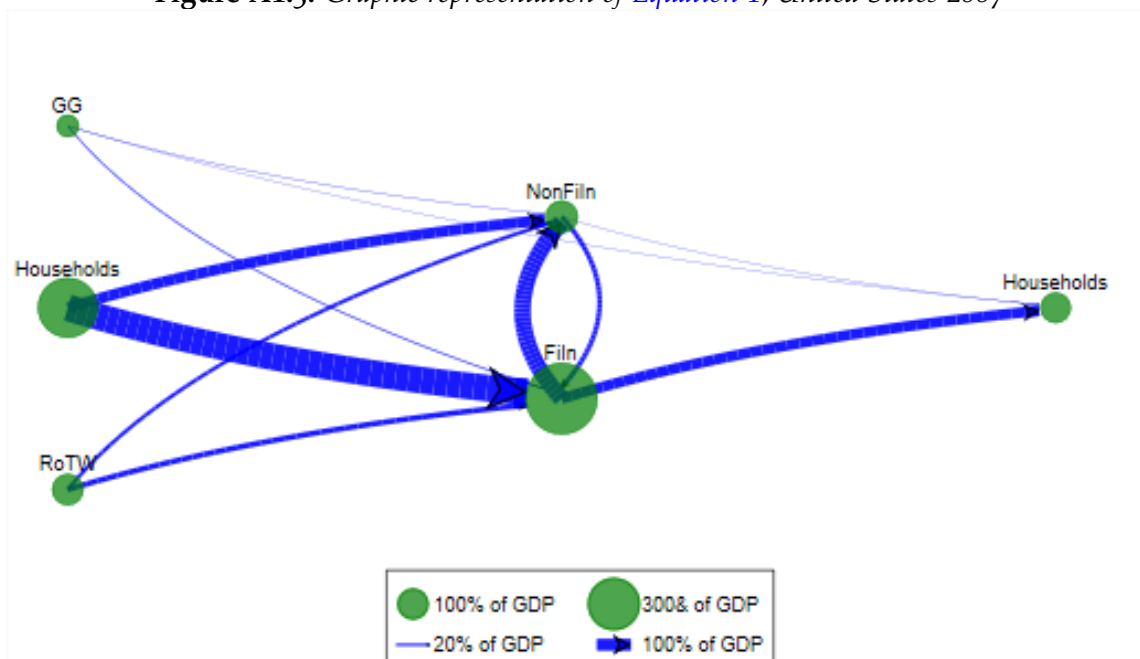 GG
NonFiIn
Households
Households
FiIn
RoTW
100% of GDP 300& of GDP
20% of GDP 100% of GDP